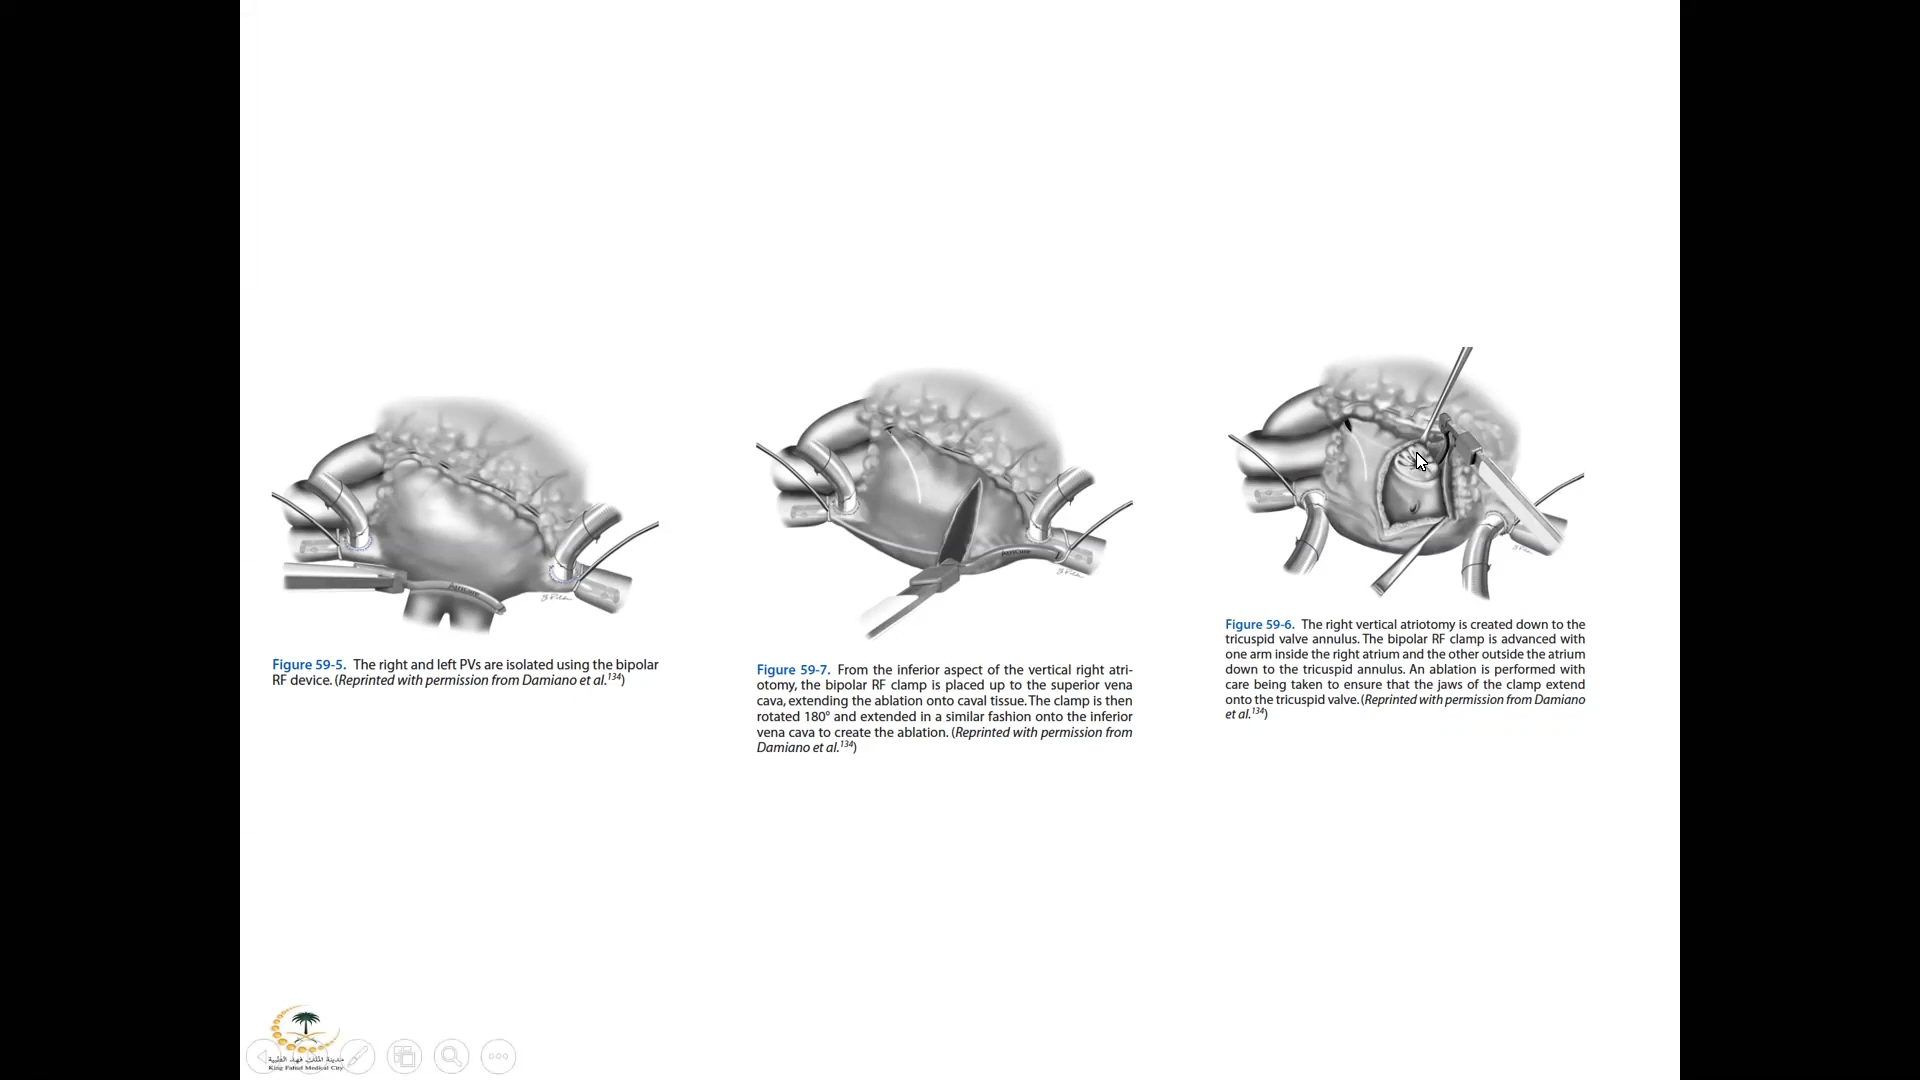 Figure 59-5. The right and left PVs are isolated using the bipolar
RF device. (Reprinted with permission from Damiano et al.134)
Figure 59-7. From the inferior aspect of the vertical right atri-
otomy, the bipolar RF clamp is placed up to the superior vena
cava, extending the ablation onto caval tissue. The clamp is then
rotated 180° and extended in a similar fashion onto the inferior
vena cava to create the ablation. (Reprinted with permission from
Damiano et al.134)
Figure 59-6. The right vertical atriotomy is created down to the
tricuspid valve annulus. The bipolar RF clamp is advanced with
one arm inside the right atrium and the other outside the atrium
down to the tricuspid annulus. An ablation is performed with
care being taken to ensure that the jaws of the clamp extend
onto the tricuspid valve. (Reprinted with permission from Damiano
et al.134)
AtriCure
AtriCure
مدينة الملك فهد الطبية
King Fahad Medical City